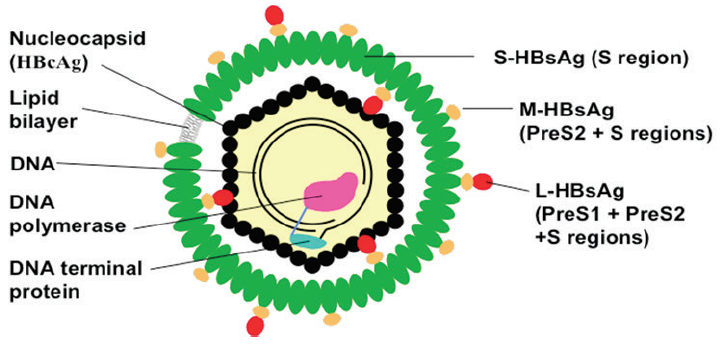 Nucleocapsid
(HBcAg)
Lipid
bilayer
DNA
DNA
polymerase
DNA terminal
protein
S-HBsAg (S region)
M-HBsAg
(PreS2 + S regions)
L-HBsAg
(PreS1 + PreS2
+S regions)